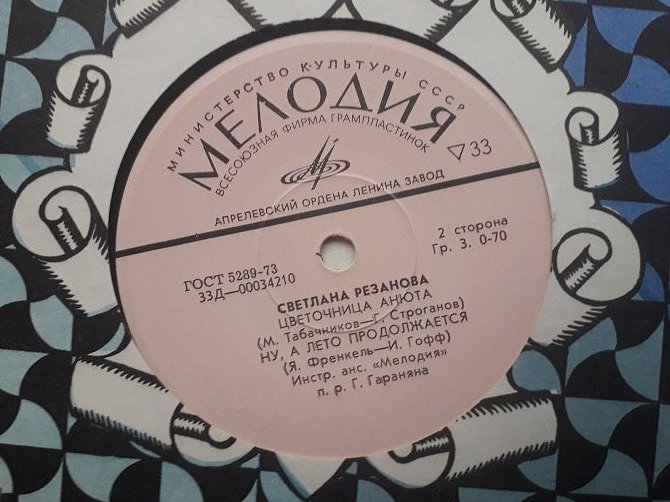 МИНИСТЕРСТВО КУЛЬТУРЫ СССР
МЕЛОДИЯ
ВСЕСОЮЗНАЯ ФИРМА ГРАМПЛАСТИНОК
33
АПРЕЛЕВСКИЙ ОРДЕНА ЛЕНИНА ЗАВОД
ГОСТ 5289-73
33Д—00034210
2 сторона
Гр. 3. 0-70
СВЕТЛАНА РЕЗАНОВА
ЦВЕТОЧНИЦА АНЮТА
(М. Табачников—Г. Строганов)
НУ, А ЛЕТО ПРОДОЛЖАЕТСЯ
(Я. Френкель—И. Гофф)
Инстр. анс. «Мелодия»
п. р. Г. Гараняна